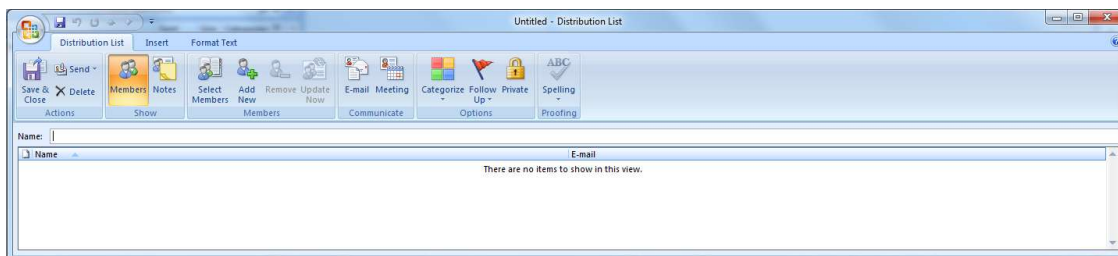 Untitled - Distribution List
Distribution List Insert Format Text
Save & Close
Send
Delete
Actions
Members Notes
Show
Select Members
Add New
Remove
Update Now
Members
E-mail Meeting
Communicate
Categorize
Follow Up
Private
Options
ABC
Spelling
Proofing
Name:
Name E-mail
There are no items to show in this view.